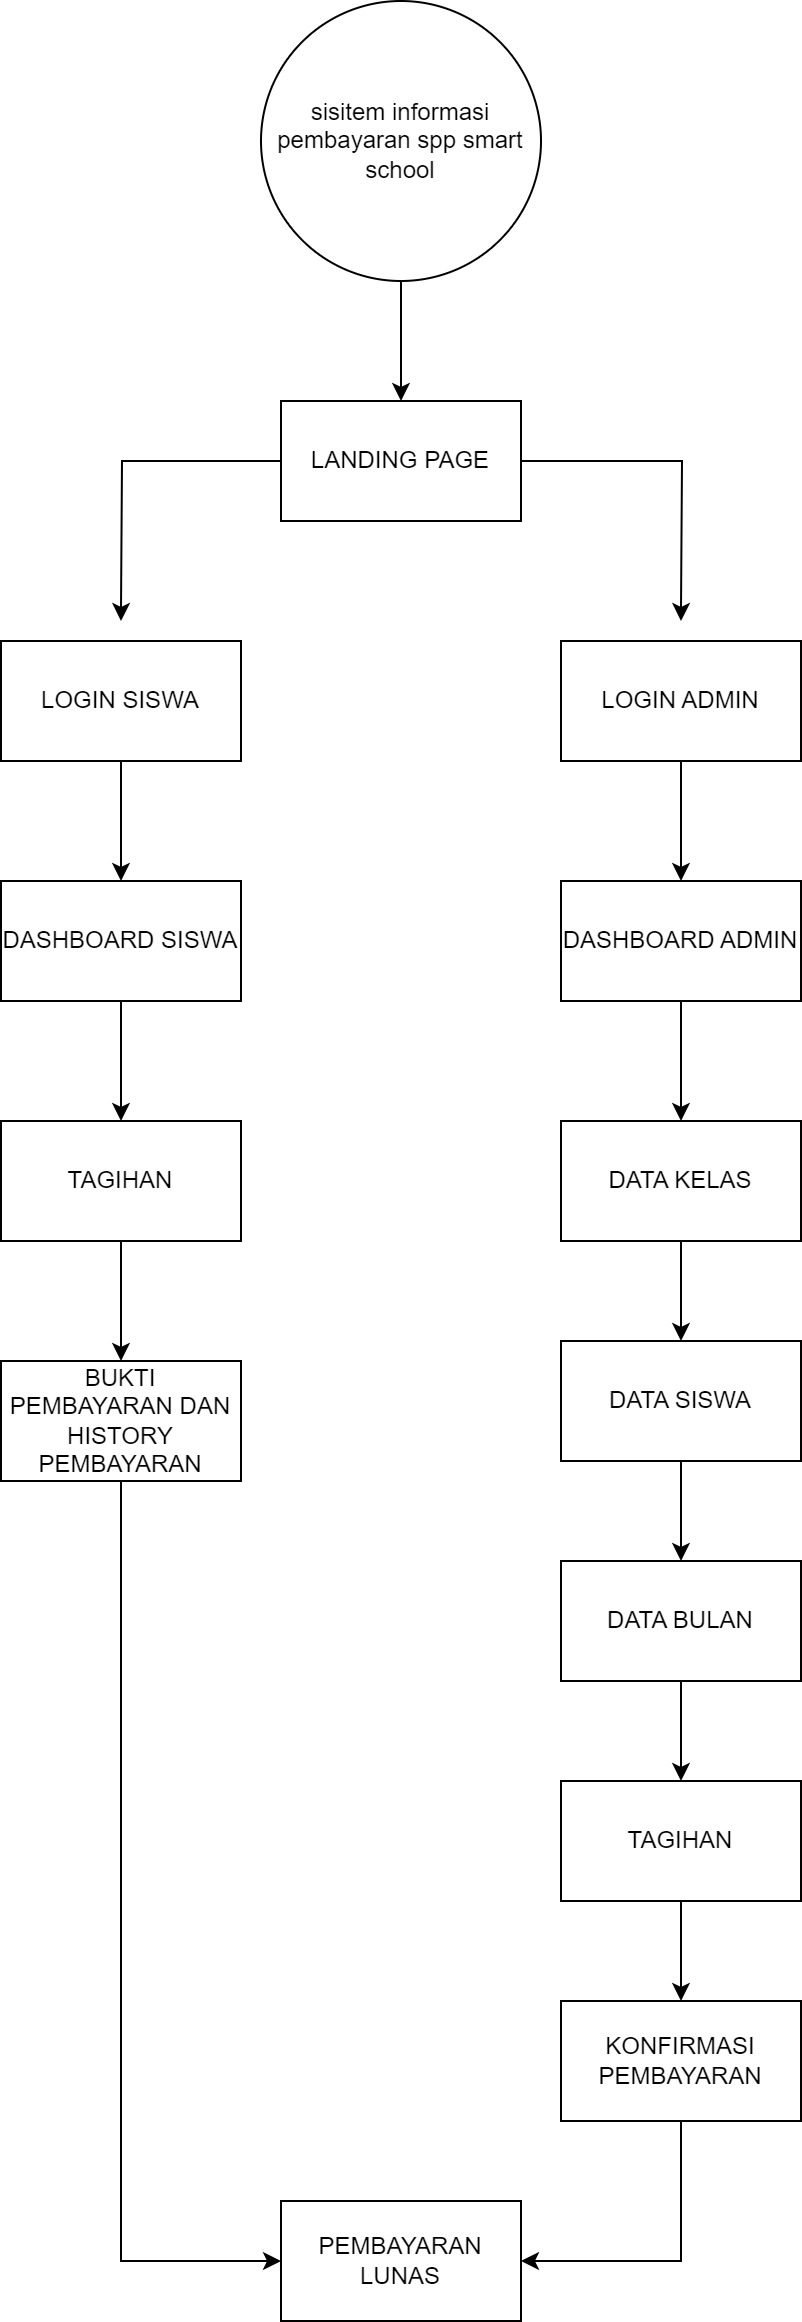 sisitem informasi
pembayaran spp smart
school
LANDING PAGE
LOGIN SISWA
LOGIN ADMIN
DASHBOARD SISWA
DASHBOARD ADMIN
TAGIHAN
DATA KELAS
BUKTI
PEMBAYARAN DAN
HISTORY
PEMBAYARAN
DATA SISWA
DATA BULAN
TAGIHAN
KONFIRMASI
PEMBAYARAN
PEMBAYARAN
LUNAS